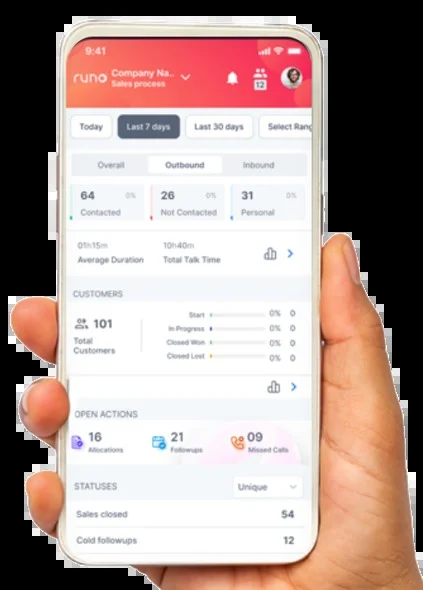 9:41
runo Company Na..
Sales process
12
Today Last 7 days Last 30 days Select Rang
Overall Outbound Inbound
64 0% 26 0% 31 0%
Contacted Not Contacted Personal
01h15m 10h40m
Average Duration Total Talk Time
CUSTOMERS
101
Total
Customers
Start 0% 0
In Progress 0% 0
Closed Won 0% 0
Closed Lost 0% 0
OPEN ACTIONS
16 21 09
Allocations Followups Missed Calls
STATUSES Unique
Sales closed 54
Cold followups 12